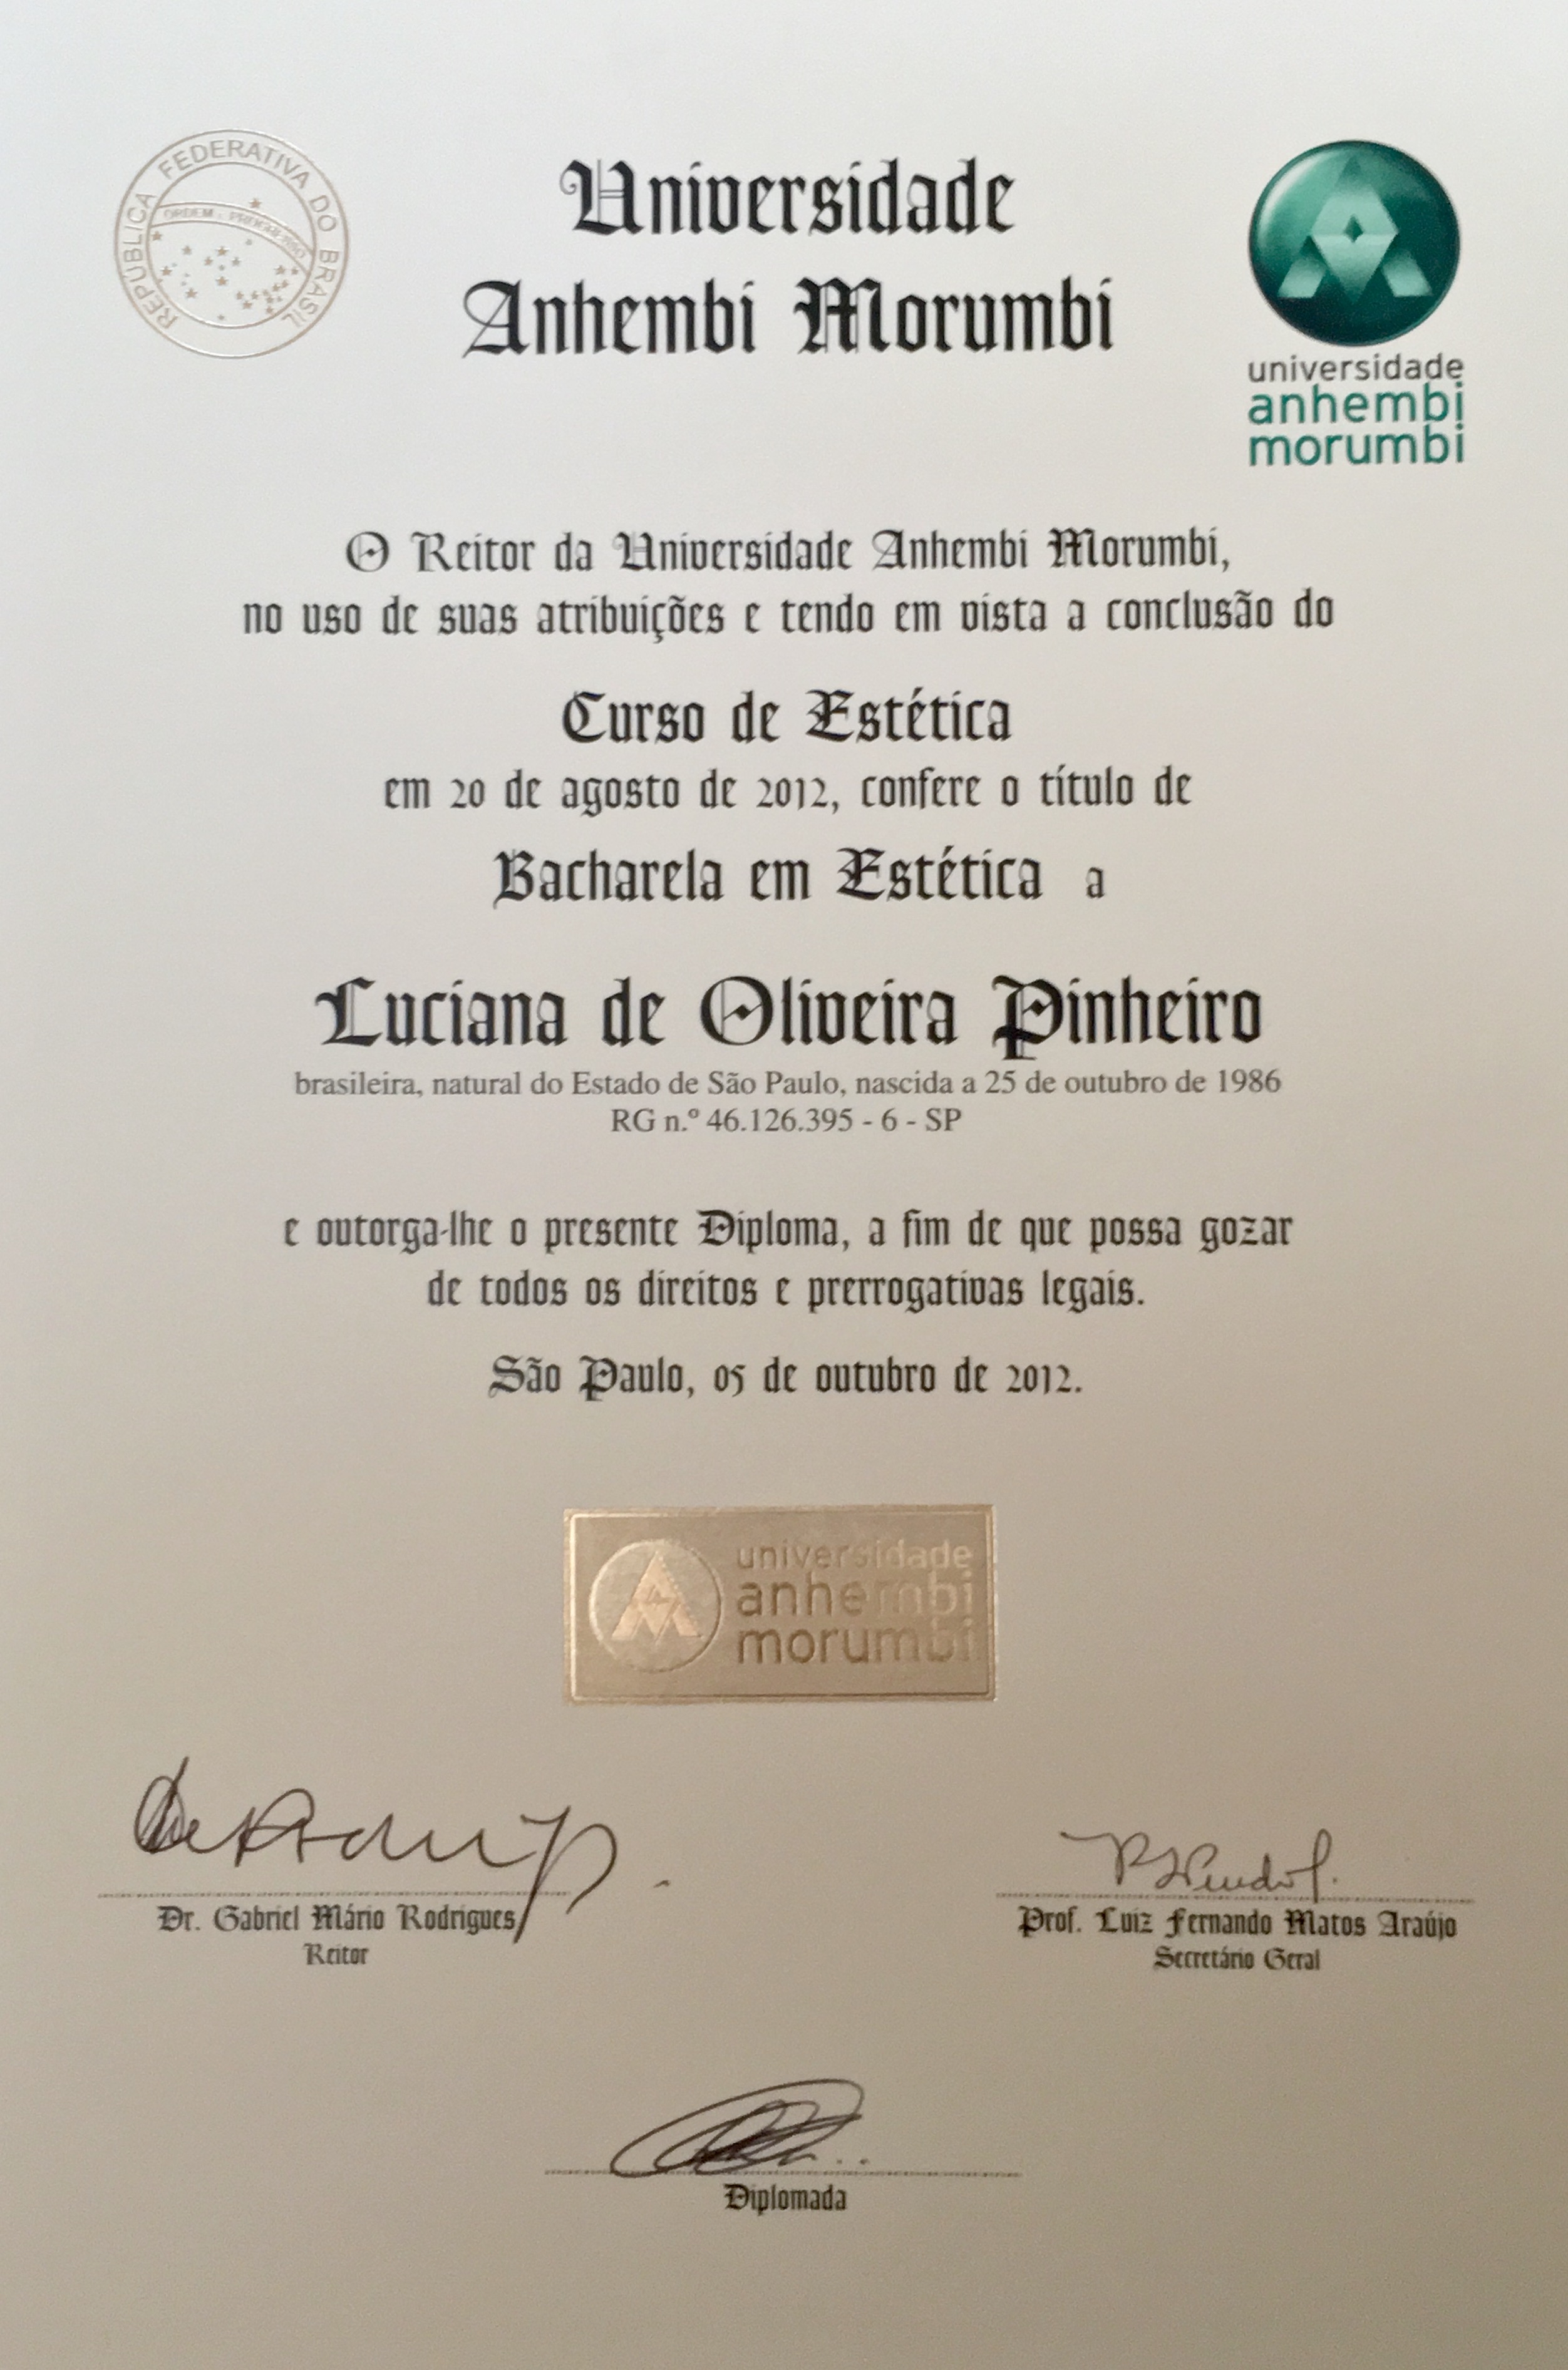 REPÚBLICA FEDERATIVA DO BRASIL
ORDEM E PROGRESSO
Universidade
Anhembi Morumbi
universidade
anhembi
morumbi
O Reitor da Universidade Anhembi Morumbi,
no uso de suas atribuições e tendo em vista a conclusão do
Curso de Estética
em 20 de agosto de 2012, confere o título de
Bacharela em Estética a
Luciana de Oliveira Pinheiro
brasileira, natural do Estado de São Paulo, nascida a 25 de outubro de 1986
RG n.º 46.126.395 - 6 - SP
e outorga-lhe o presente Diploma, a fim de que possa gozar
de todos os direitos e prerrogativas legais.
São Paulo, 05 de outubro de 2012.
universidade
anhembi
morumbi
Dr. Gabriel Mário Rodrigues
Reitor
Prof. Luiz Fernando Matos Araújo
Secretário Geral
Diplomada